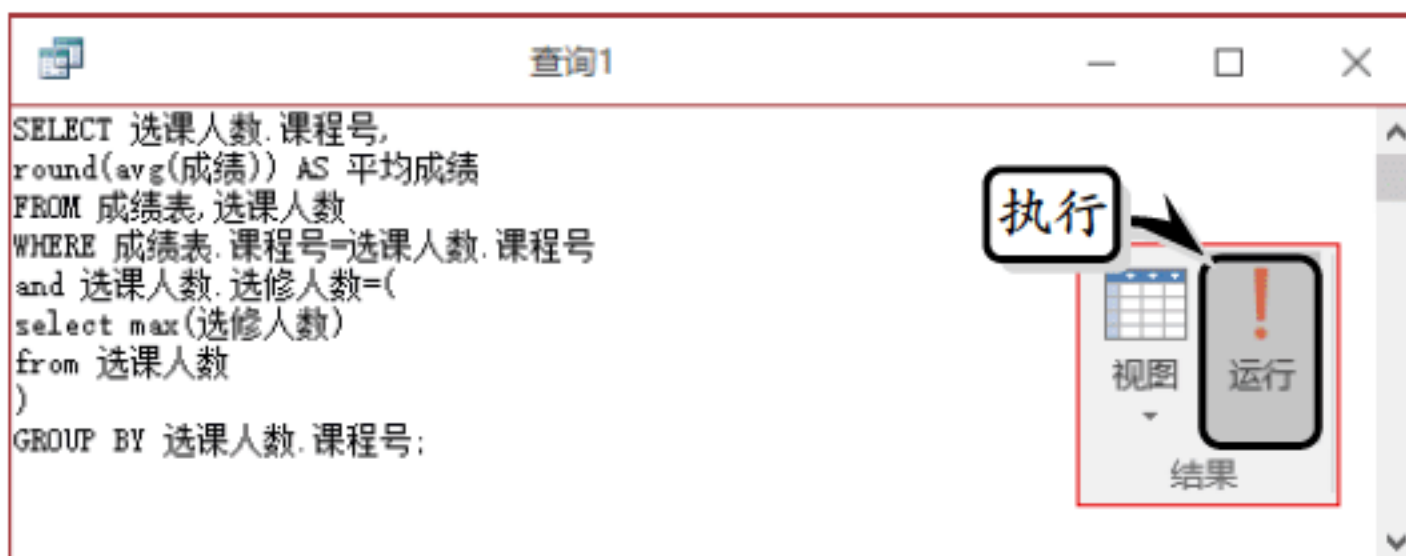 查询1
SELECT 选课人数.课程号,
round(avg(成绩)) AS 平均成绩
FROM 成绩表,选课人数
WHERE 成绩表.课程号=选课人数.课程号
and 选课人数.选修人数=(
select max(选修人数)
from 选课人数
)
GROUP BY 选课人数.课程号;
执行
视图
运行
结果